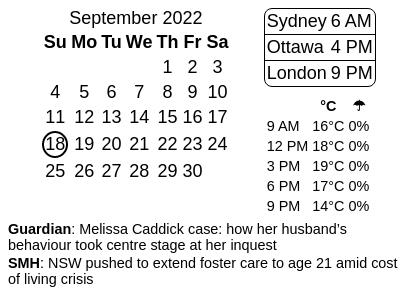 September 2022
Su Mo Tu We Th Fr Sa
1 2 3
4 5 6 7 8 9 10
11 12 13 14 15 16 17
18 19 20 21 22 23 24
25 26 27 28 29 30
Sydney 6 AM
Ottawa 4 PM
London 9 PM
°C ☂
9 AM 16°C 0%
12 PM 18°C 0%
3 PM 19°C 0%
6 PM 17°C 0%
9 PM 14°C 0%
Guardian: Melissa Caddick case: how her husband’s
behaviour took centre stage at her inquest
SMH: NSW pushed to extend foster care to age 21 amid cost
of living crisis